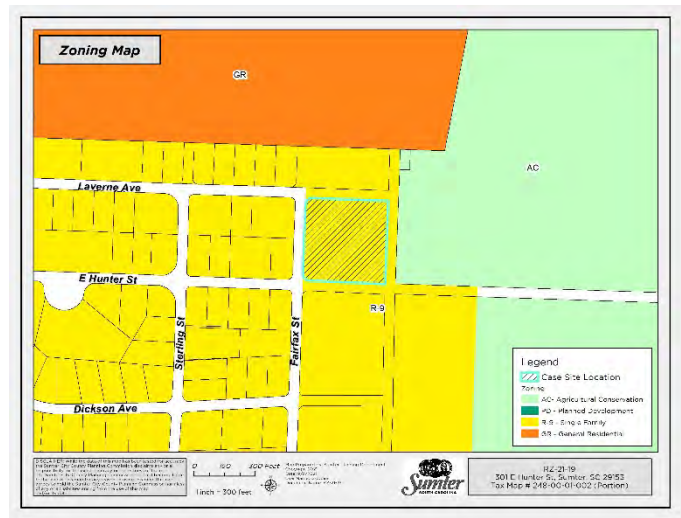 Zoning Map
GR
AC
Laverne Ave
E Hunter St
R-9
Sterling St
Fairfax St
Dickson Ave
Legend
Case Site Location
Zoning
AC- Agricultural Conservation
PD - Planned Development
R-9 - Single Family
GR - General Residential
0 150 300 Feet
1 inch = 300 feet
Sumter
SOUTH CAROLINA
RZ-21-19
301 E Hunter St, Sumter, SC 29153
Tax Map # 248-00-01-002 (Portion)